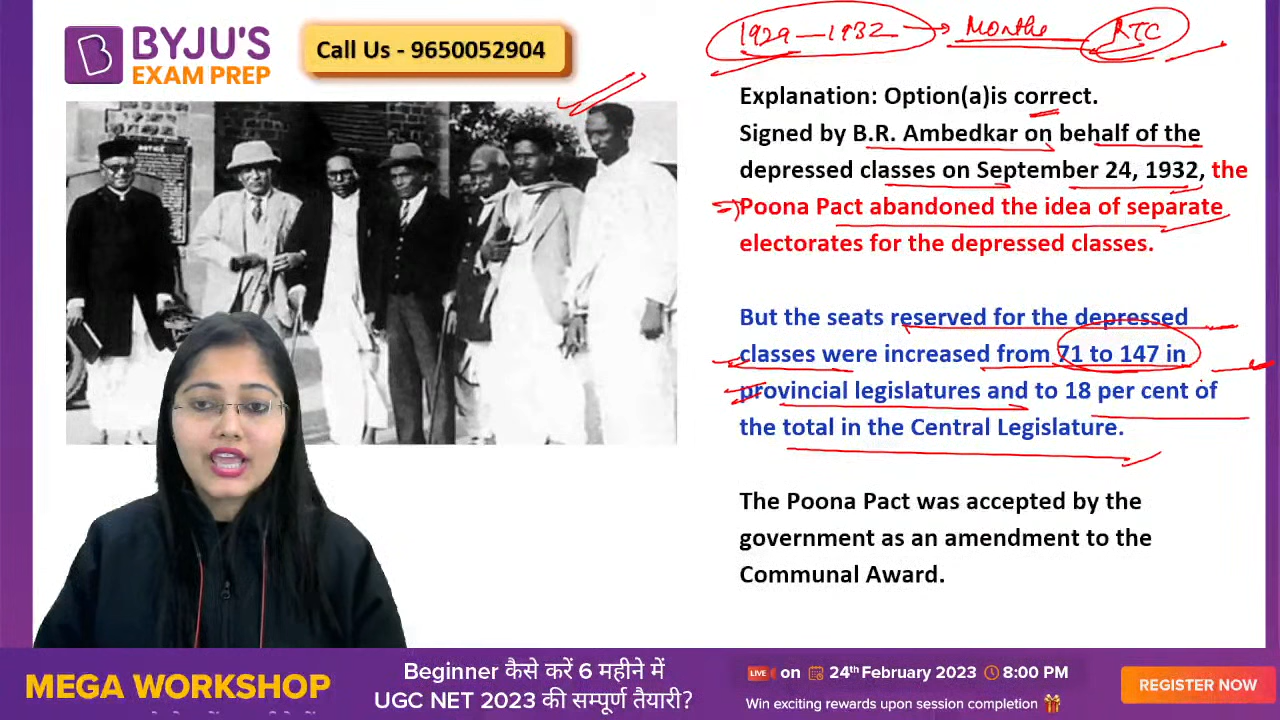 BYJU'S
EXAM PREP
Call Us - 9650052904
1929 — 1932 → Months RTC
Explanation: Option(a)is correct.
Signed by B.R. Ambedkar on behalf of the
depressed classes on September 24, 1932, the
Poona Pact abandoned the idea of separate
electorates for the depressed classes.
But the seats reserved for the depressed
classes were increased from 71 to 147 in
provincial legislatures and to 18 per cent of
the total in the Central Legislature.
The Poona Pact was accepted by the
government as an amendment to the
Communal Award.
MEGA WORKSHOP
Beginner कैसे करें 6 महीने में
UGC NET 2023 की सम्पूर्ण तैयारी?
LIVE on 24th February 2023 8:00 PM
Win exciting rewards upon session completion
REGISTER NOW